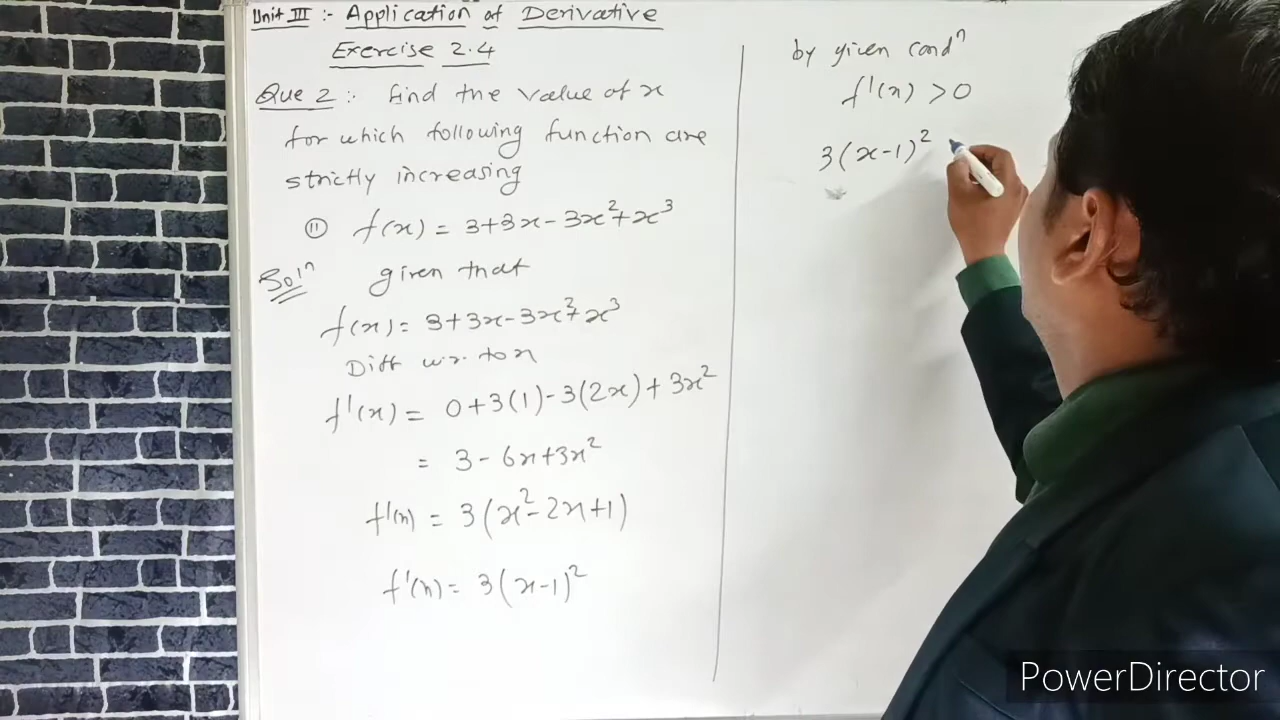 Unit III :- Application of Derivative
Exercise 2.4
Que 2 :- find the value of x
for which following function are
strictly increasing
(ii) f(x) = 3+3x-3x²+x³
Solⁿ given that
f(x) = 3+3x-3x²+x³
Diff w.r. to x
f'(x) = 0+3(1)-3(2x)+3x²
= 3-6x+3x²
f'(x) = 3(x²-2x+1)
f'(x) = 3(x-1)²
by given condⁿ
f'(x) >0
3(x-1)²
PowerDirector